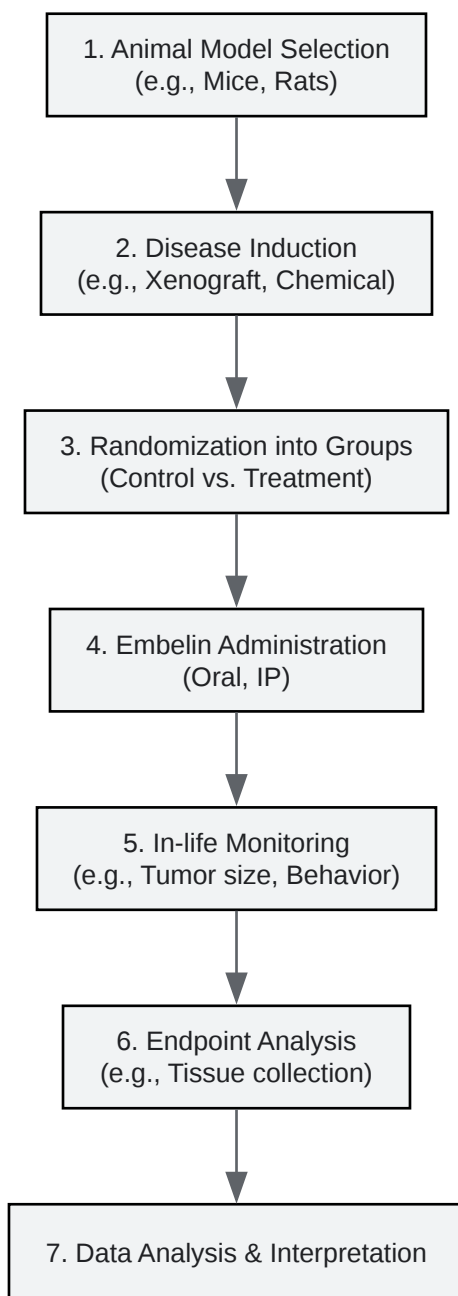 1. Animal Model Selection
(e.g., Mice, Rats)
2. Disease Induction
(e.g., Xenograft, Chemical)
3. Randomization into Groups
(Control vs. Treatment)
4. Embelin Administration
(Oral, IP)
5. In-life Monitoring
(e.g., Tumor size, Behavior)
6. Endpoint Analysis
(e.g., Tissue collection)
7. Data Analysis & Interpretation